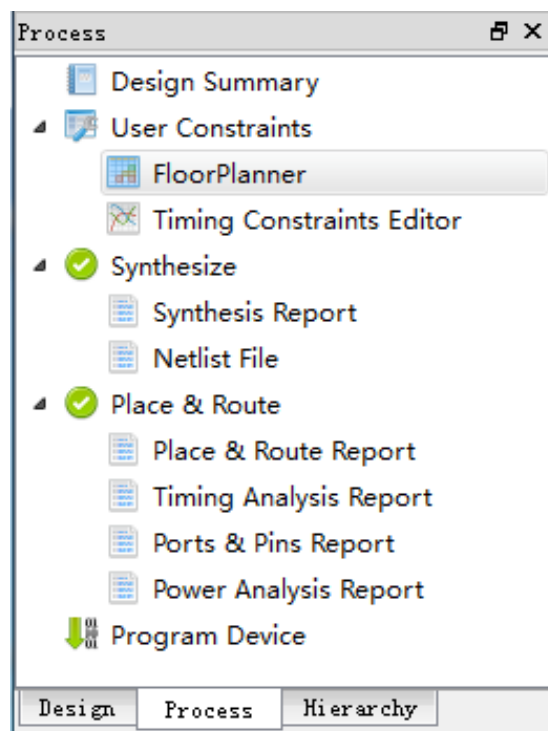 Process
Design Summary
User Constraints
FloorPlanner
Timing Constraints Editor
Synthesize
Synthesis Report
Netlist File
Place & Route
Place & Route Report
Timing Analysis Report
Ports & Pins Report
Power Analysis Report
Program Device
Design Process Hierarchy